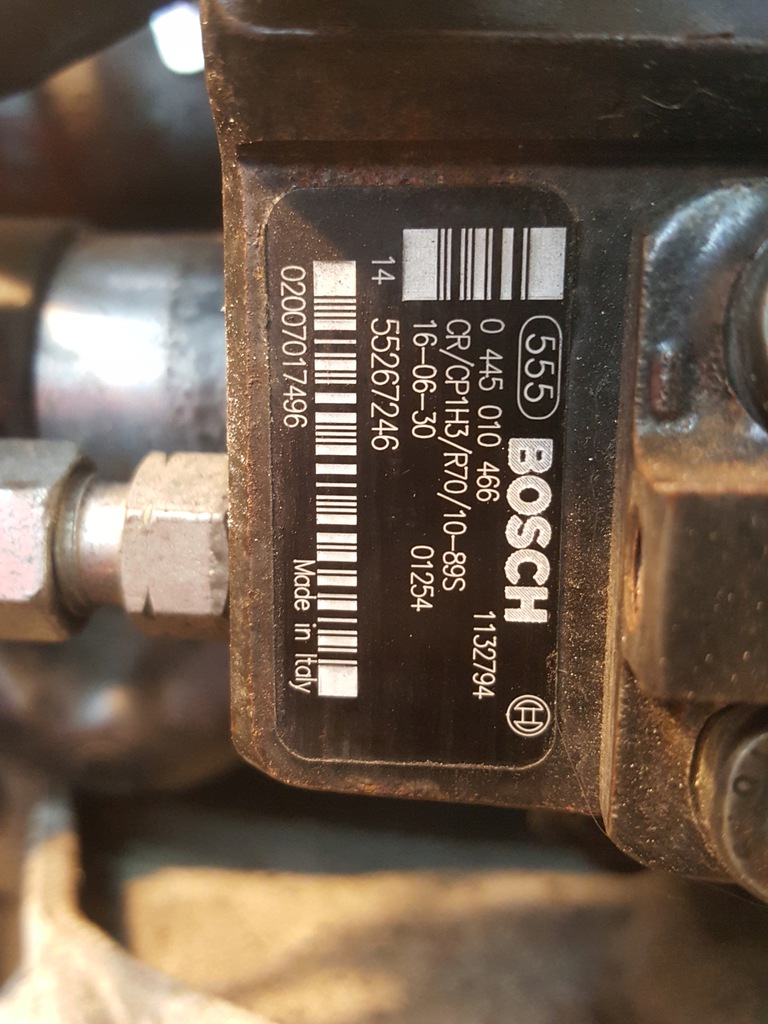 555 BOSCH
0 445 010 466 1132794
CR/CP1H3/R70/10-89S
16-06-30 01254
14 55267246
02007017496 Made in Italy